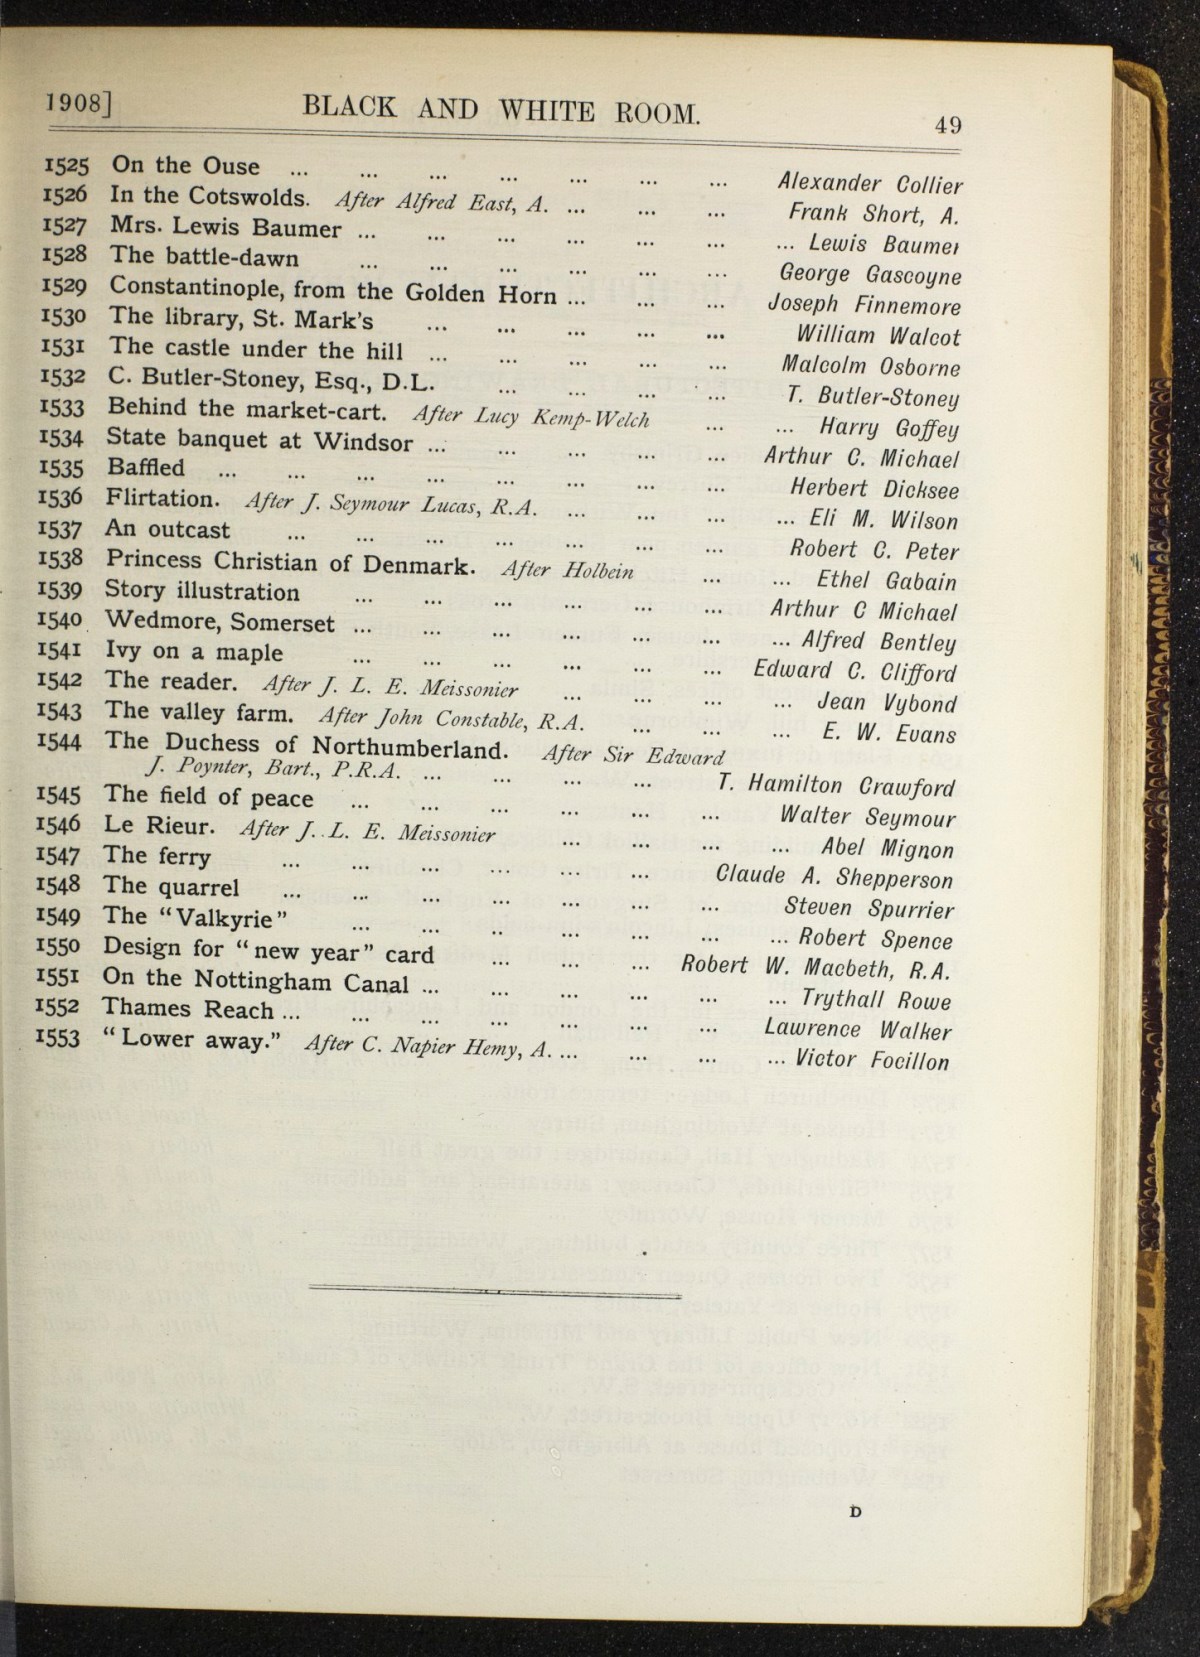 1908] BLACK AND WHITE ROOM. 49
1525 On the Ouse ... ... ... ... ... ... ... Alexander Collier
1526 In the Cotswolds. After Alfred East, A. ... ... ... Frank Short, A.
1527 Mrs. Lewis Baumer ... ... ... ... ... ... ... Lewis Baumer
1528 The battle-dawn ... ... ... ... ... ... George Gascoyne
1529 Constantinople, from the Golden Horn ... ... ... Joseph Finnemore
1530 The library, St. Mark's ... ... ... ... ... William Walcot
1531 The castle under the hill ... ... ... ... ... Malcolm Osborne
1532 C. Butler-Stoney, Esq., D.L. ... ... ... ... T. Butler-Stoney
1533 Behind the market-cart. After Lucy Kemp-Welch ... ... Harry Goffey
1534 State banquet at Windsor ... ... ... ... ... Arthur C. Michael
1535 Baffled ... ... ... ... ... ... ... ... Herbert Dicksee
1536 Flirtation. After J. Seymour Lucas, R.A. ... ... ... ... Eli M. Wilson
1537 An outcast ... ... ... ... ... ... ... Robert C. Peter
1538 Princess Christian of Denmark. After Holbein ... ... Ethel Gabain
1539 Story illustration ... ... ... ... ... ... Arthur C Michael
1540 Wedmore, Somerset ... ... ... ... ... ... ... Alfred Bentley
1541 Ivy on a maple ... ... ... ... ... ... Edward C. Clifford
1542 The reader. After J. L. E. Meissonier ... ... ... ... Jean Vybond
1543 The valley farm. After John Constable, R.A. ... ... ... E. W. Evans
1544 The Duchess of Northumberland. After Sir Edward
J. Poynter, Bart., P.R.A. ... ... ... ... T. Hamilton Crawford
1545 The field of peace ... ... ... ... ... ... Walter Seymour
1546 Le Rieur. After J. L. E. Meissonier ... ... ... ... Abel Mignon
1547 The ferry ... ... ... ... ... ... Claude A. Shepperson
1548 The quarrel ... ... ... ... ... ... ... Steven Spurrier
1549 The "Valkyrie" ... ... ... ... ... ... ... Robert Spence
1550 Design for "new year" card ... ... ... Robert W. Macbeth, R.A.
1551 On the Nottingham Canal ... ... ... ... ... ... Trythall Rowe
1552 Thames Reach ... ... ... ... ... ... ... Lawrence Walker
1553 "Lower away." After C. Napier Hemy, A. ... ... ... ... Victor Focillon
D